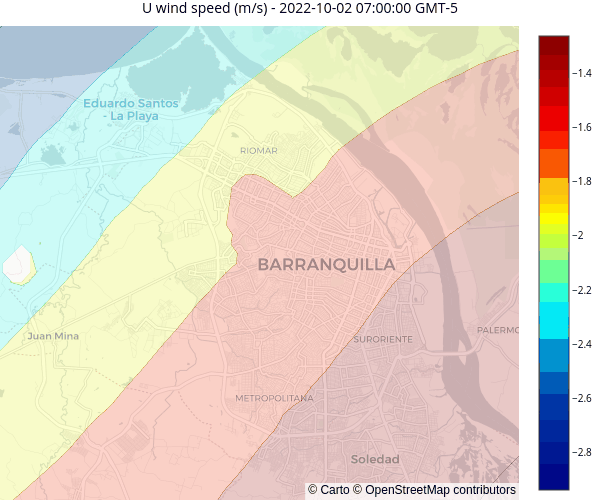 U wind speed (m/s) - 2022-10-02 07:00:00 GMT-5
Eduardo Santos
- La Playa
RIOMAR
BARRANQUILLA
Juan Mina
SURORIENTE
PALERMO
METROPOLITANA
Soledad
© Carto © OpenStreetMap contributors
−1.4
−1.6
−1.8
−2
−2.2
−2.4
−2.6
−2.8